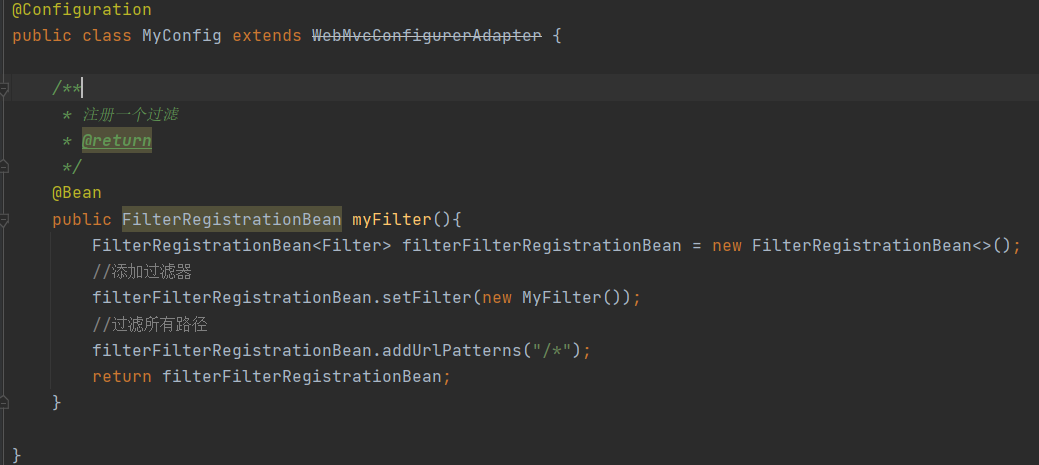 @Configuration
public class MyConfig extends WebMvcConfigurerAdapter {
/**
* 注册一个过滤
* @return
*/
@Bean
public FilterRegistrationBean myFilter(){
FilterRegistrationBean<Filter> filterFilterRegistrationBean = new FilterRegistrationBean<>();
//添加过滤器
filterFilterRegistrationBean.setFilter(new MyFilter());
//过滤所有路径
filterFilterRegistrationBean.addUrlPatterns("/*");
return filterFilterRegistrationBean;
}
}